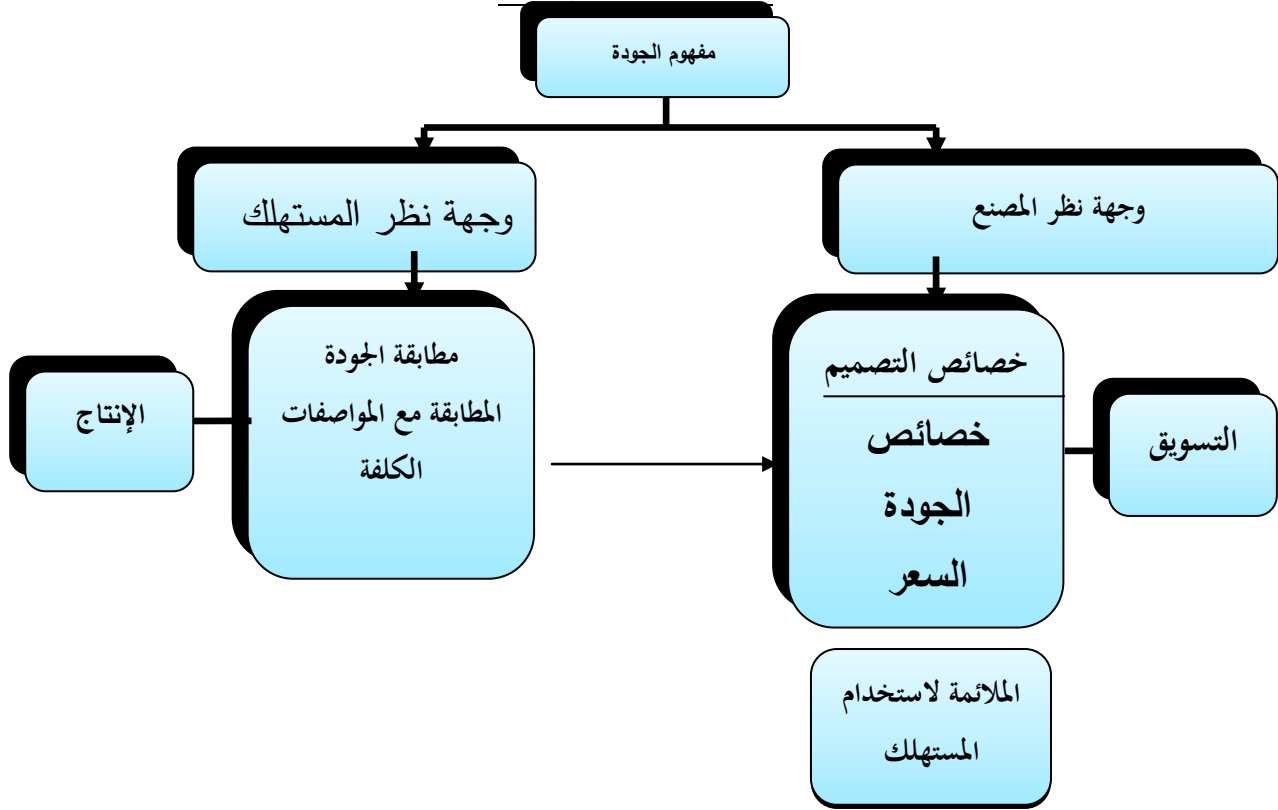 مفهوم الجودة
وجهة نظر المصنع
وجهة نظر المستهلك
خصائص التصميم
خصائص
الجودة
السعر
التسويق
مطابقة الجودة
المطابقة مع المواصفات
الكلفة
الإنتاج
الملائمة لاستخدام
المستهلك